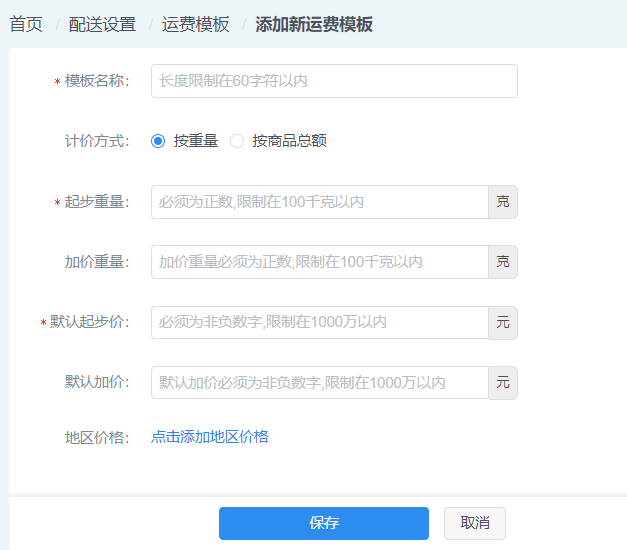 首页 / 配送设置 / 运费模板 / 添加新运费模板
* 模板名称: 长度限制在60字符以内
计价方式: 按重量 按商品总额
* 起步重量: 必须为正数,限制在100千克以内 克
加价重量: 加价重量必须为正数,限制在100千克以内 克
* 默认起步价: 必须为非负数字,限制在1000万以内 元
默认加价: 默认加价必须为非负数字,限制在1000万以内 元
地区价格: 点击添加地区价格
保存 取消